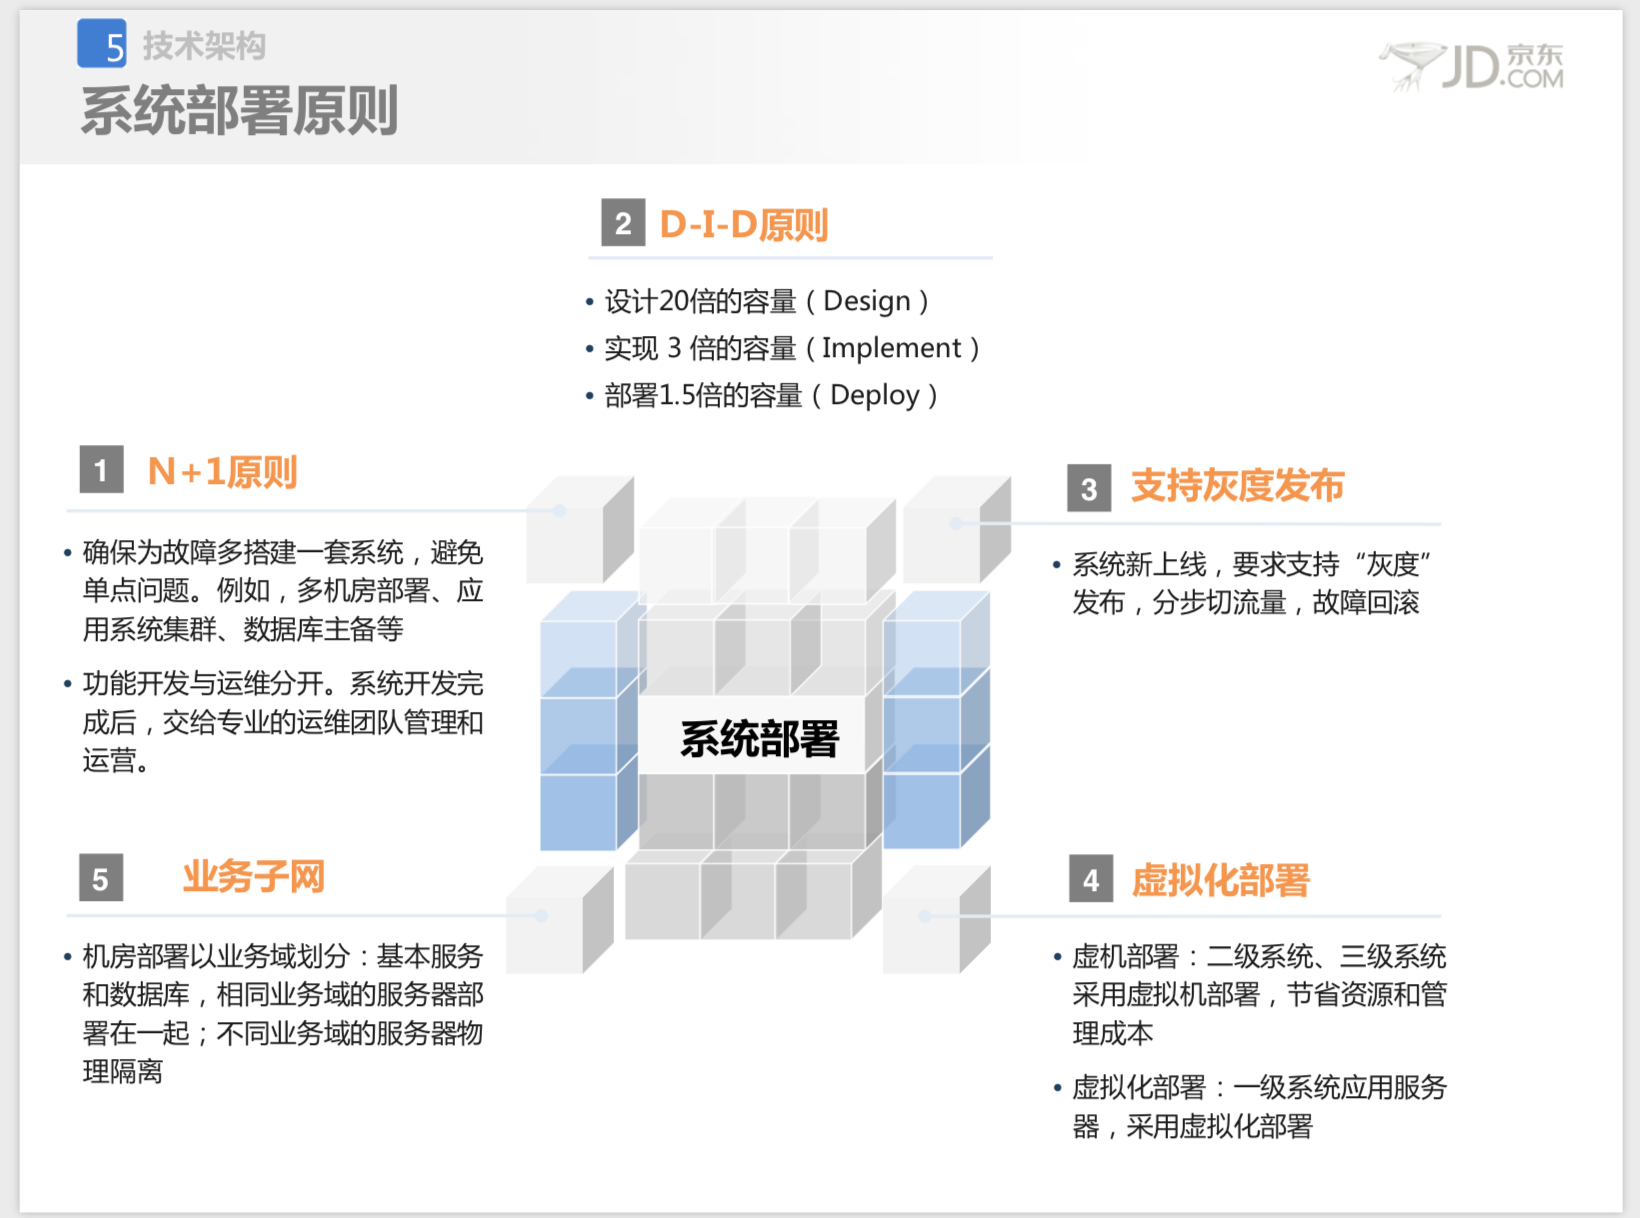 5 技术架构
系统部署原则
JD.COM 京东
2 D-I-D原则
• 设计20倍的容量（Design）
• 实现 3 倍的容量（Implement）
• 部署1.5倍的容量（Deploy）
1 N+1原则
• 确保为故障多搭建一套系统，避免
单点问题。例如，多机房部署、应
用系统集群、数据库主备等
• 功能开发与运维分开。系统开发完
成后，交给专业的运维团队管理和
运营。
3 支持灰度发布
• 系统新上线，要求支持“灰度”
发布，分步切流量，故障回滚
系统部署
5 业务子网
• 机房部署以业务域划分：基本服务
和数据库，相同业务域的服务器部
署在一起；不同业务域的服务器物
理隔离
4 虚拟化部署
• 虚机部署：二级系统、三级系统
采用虚拟机部署，节省资源和管
理成本
• 虚拟化部署：一级系统应用服务
器，采用虚拟化部署